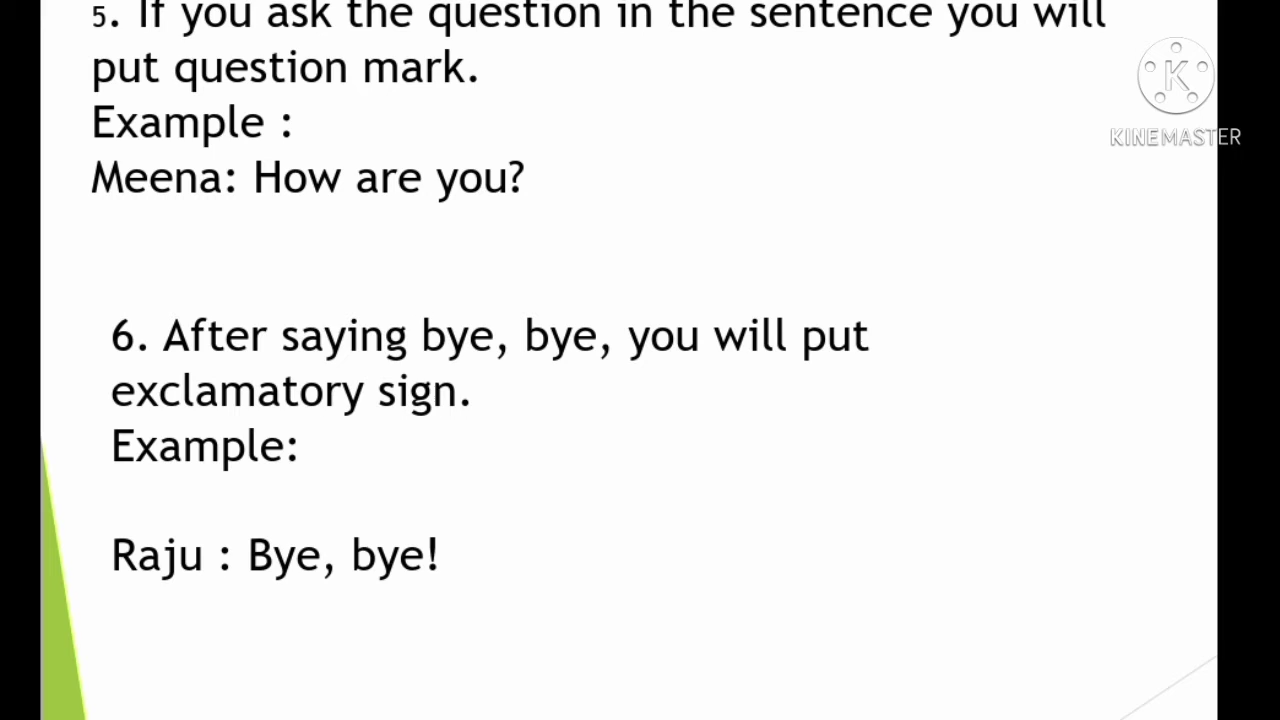 5. If you ask the question in the sentence you will
put question mark.
Example :
Meena: How are you?
6. After saying bye, bye, you will put
exclamatory sign.
Example:
Raju : Bye, bye!
K
KINEMASTER